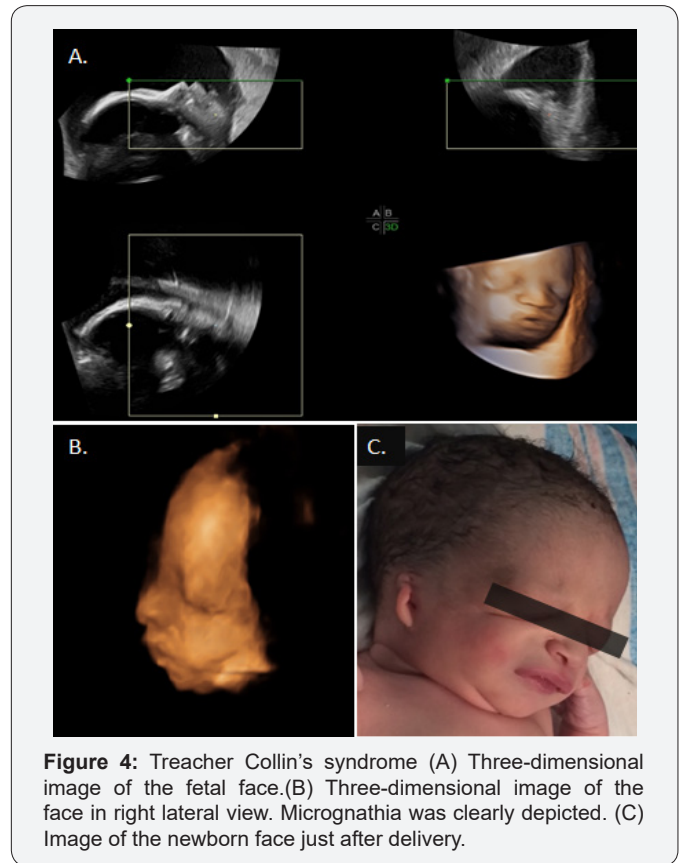 A.
A B
C 3D
B.
C.
Figure 4: Treacher Collin's syndrome (A) Three-dimensional
image of the fetal face.(B) Three-dimensional image of the
face in right lateral view. Micrognathia was clearly depicted. (C)
Image of the newborn face just after delivery.